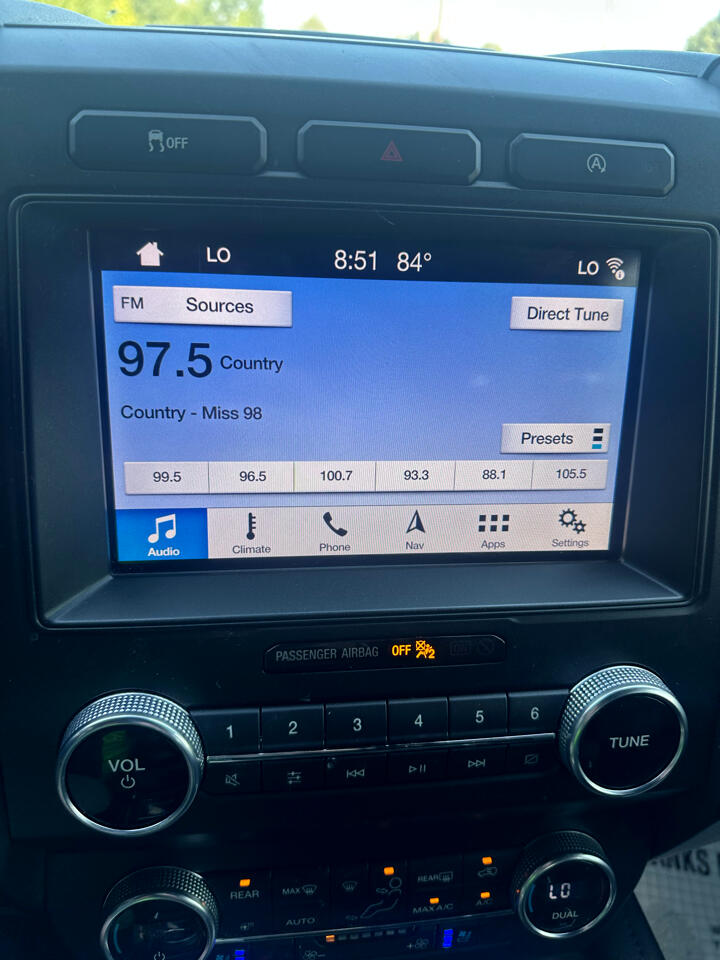 OFF
A
LO 8:51 84° LO
FM Sources
Direct Tune
97.5 Country
Country - Miss 98
Presets
99.5 96.5 100.7 93.3 88.1 105.5
Audio Climate Phone Nav Apps Settings
PASSENGER AIRBAG OFF 2 ON
1 2 3 4 5 6
VOL
TUNE
REAR MAX REAR
AUTO MAX A/C A/C
LO
DUAL